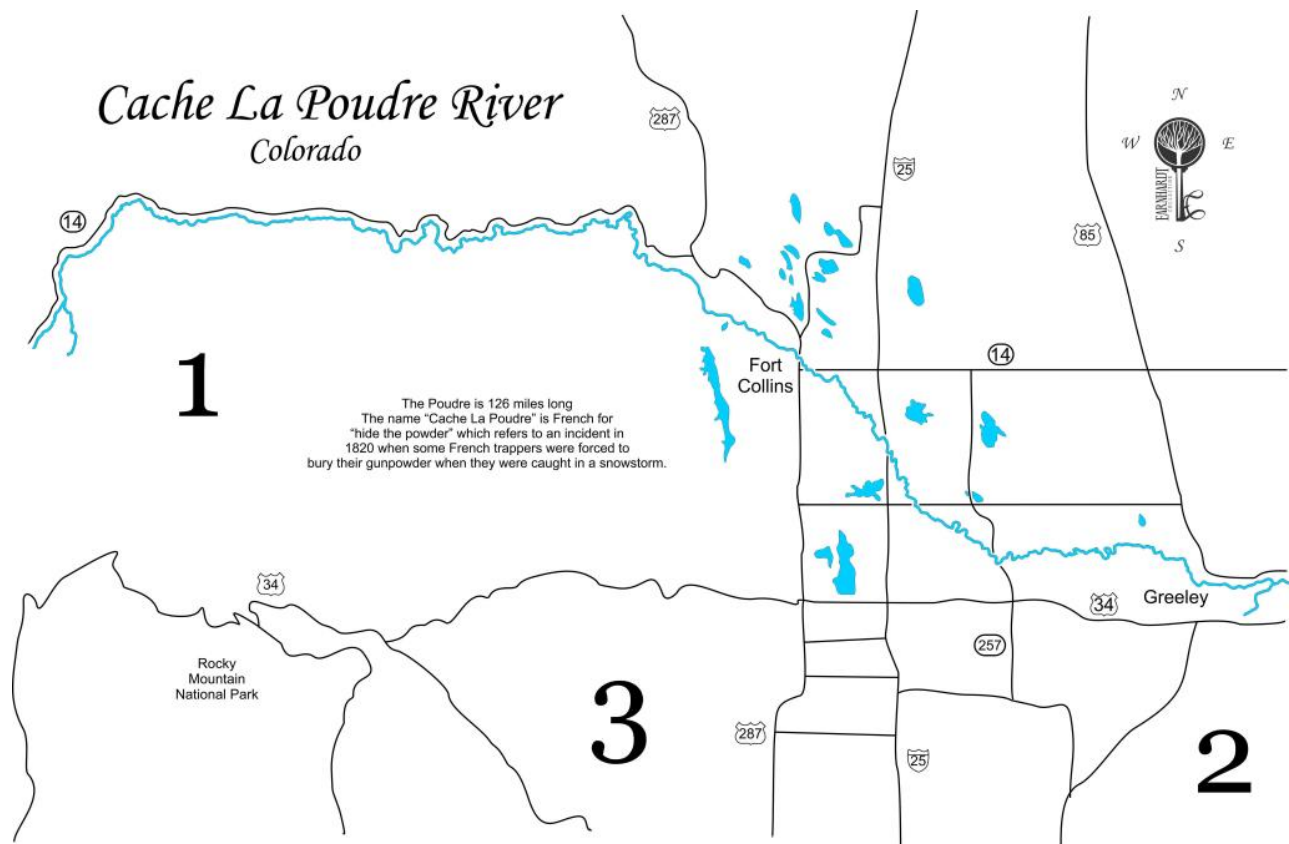 Cache La Poudre River
Colorado
N
W
E
S
EARNHARDT
COLLECTION
287
25
85
14
14
Fort
Collins
1
The Poudre is 126 miles long
The name “Cache La Poudre” is French for
“hide the powder” which refers to an incident in
1820 when some French trappers were forced to
bury their gunpowder when they were caught in a snowstorm.
34
34
Greeley
Rocky
Mountain
National Park
257
3
287
25
2